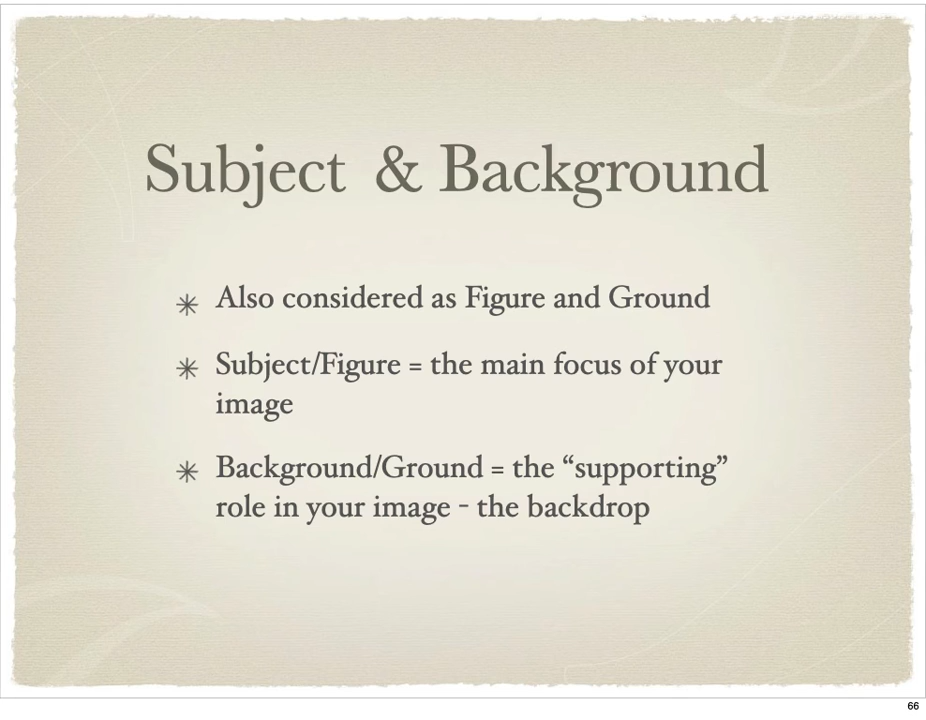 Subject & Background
✳ Also considered as Figure and Ground
✳ Subject/Figure = the main focus of your
image
✳ Background/Ground = the “supporting”
role in your image - the backdrop
66